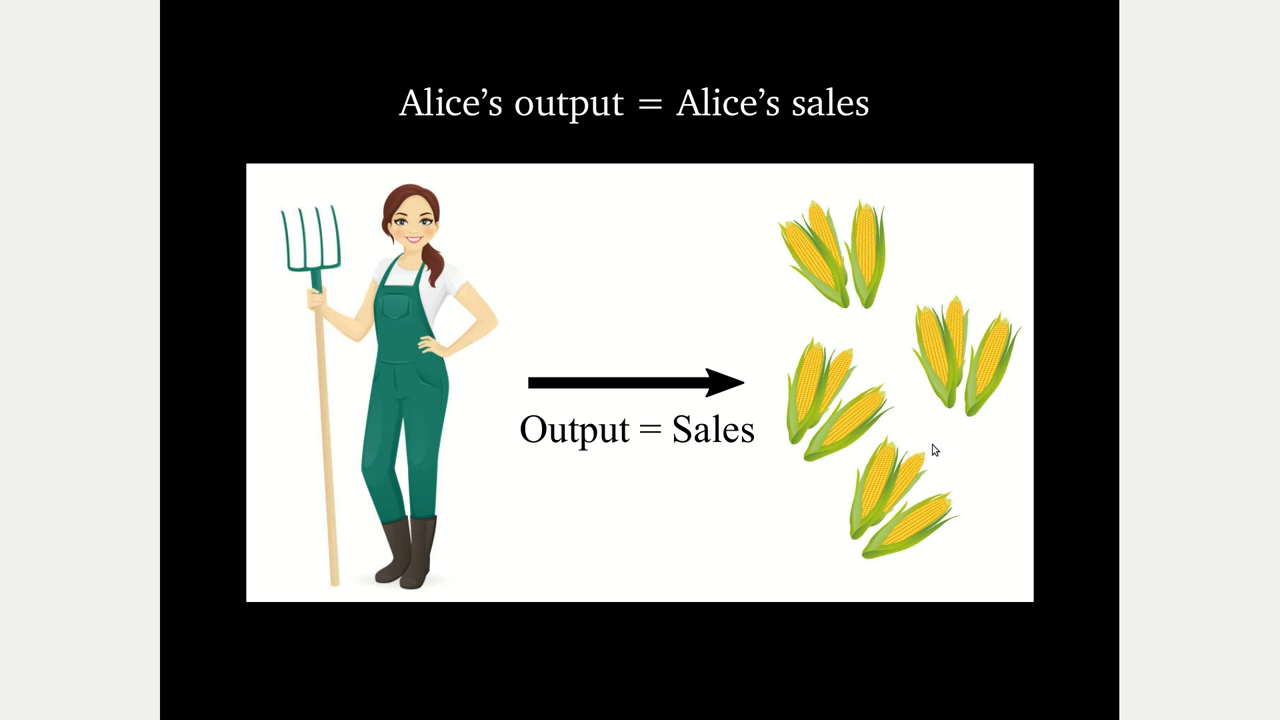 Alice’s output = Alice’s sales
Output = Sales